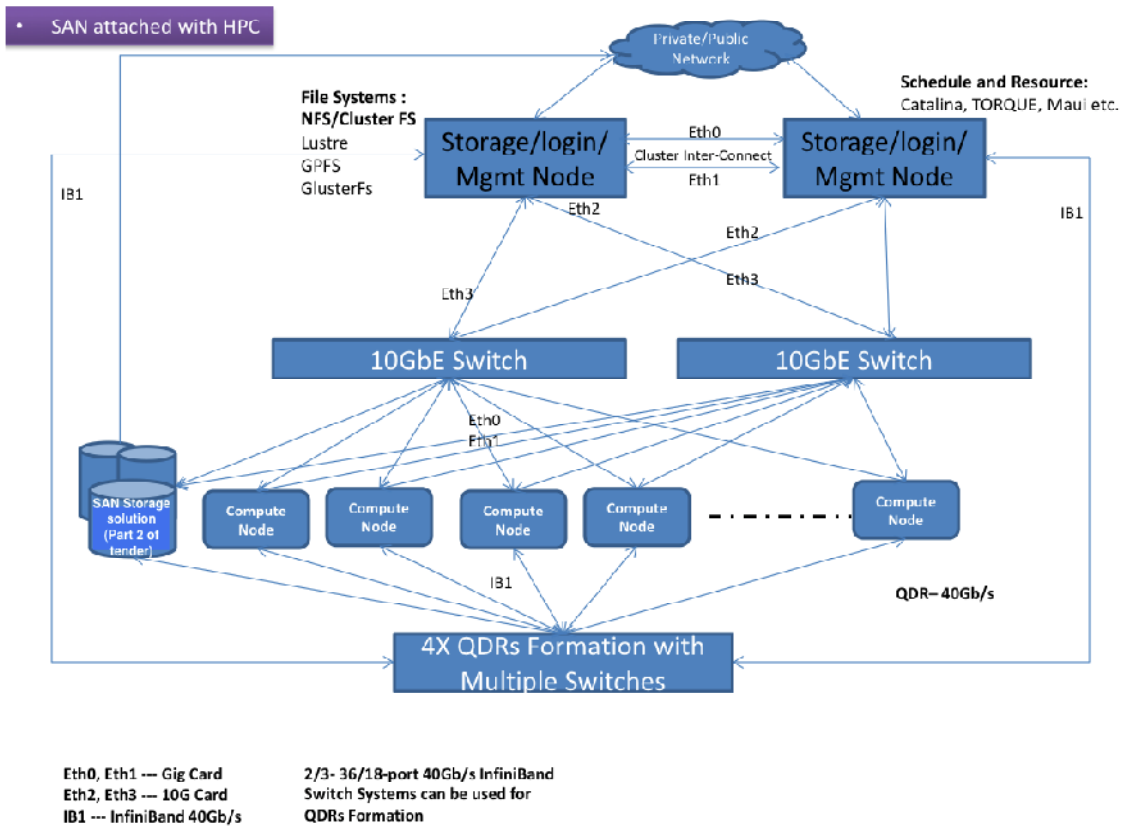 • SAN attached with HPC
Private/Public
Network
Schedule and Resource:
Catalina, TORQUE, Maui etc.
File Systems :
NFS/Cluster FS
Lustre
GPFS
GlusterFs
Storage/login/
Mgmt Node
Eth0
Cluster Inter-Connect
Eth1
Storage/login/
Mgmt Node
IB1
IB1
Eth2
Eth2
Eth3
Eth3
10GbE Switch
10GbE Switch
Eth0
Eth1
SAN Storage
solution
(Part 2 of
tender)
Compute
Node
Compute
Node
Compute
Node
Compute
Node
Compute
Node
IB1
QDR– 40Gb/s
4X QDRs Formation with
Multiple Switches
Eth0, Eth1 --- Gig Card
Eth2, Eth3 --- 10G Card
IB1 --- InfiniBand 40Gb/s
2/3- 36/18-port 40Gb/s InfiniBand
Switch Systems can be used for
QDRs Formation